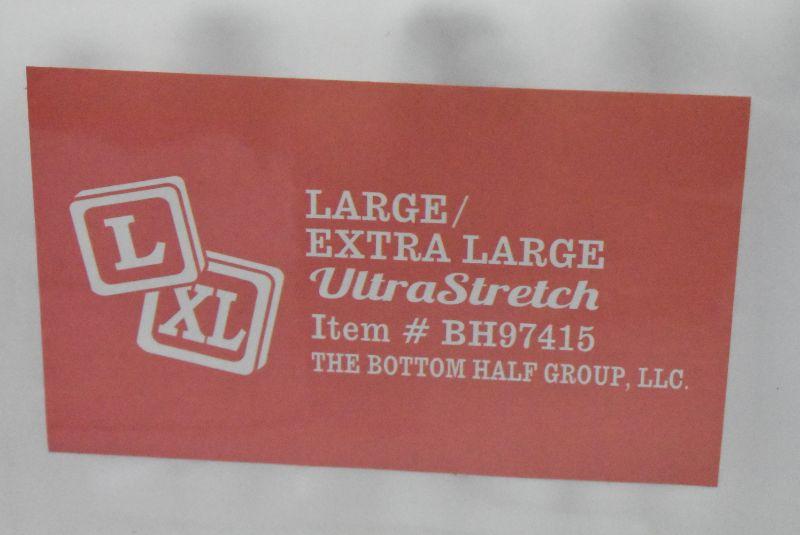 L
XL
LARGE/
EXTRA LARGE
UltraStretch
Item # BH97415
THE BOTTOM HALF GROUP, LLC.